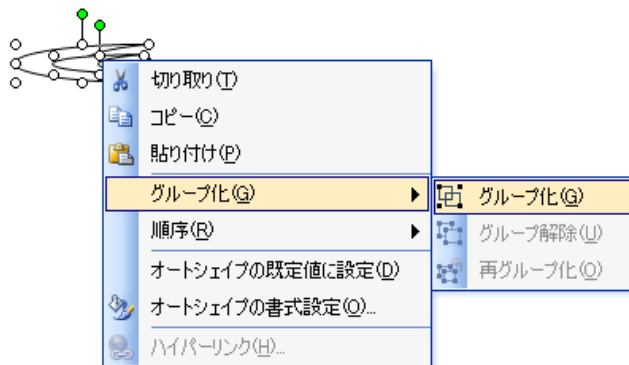 切り取り(T)
コピー(C)
貼り付け(P)
グループ化(G)
順序(R)
オートシェイプの既定値に設定(D)
オートシェイプの書式設定(O)...
ハイパーリンク(H)...
グループ化(G)
グループ解除(U)
再グループ化(O)